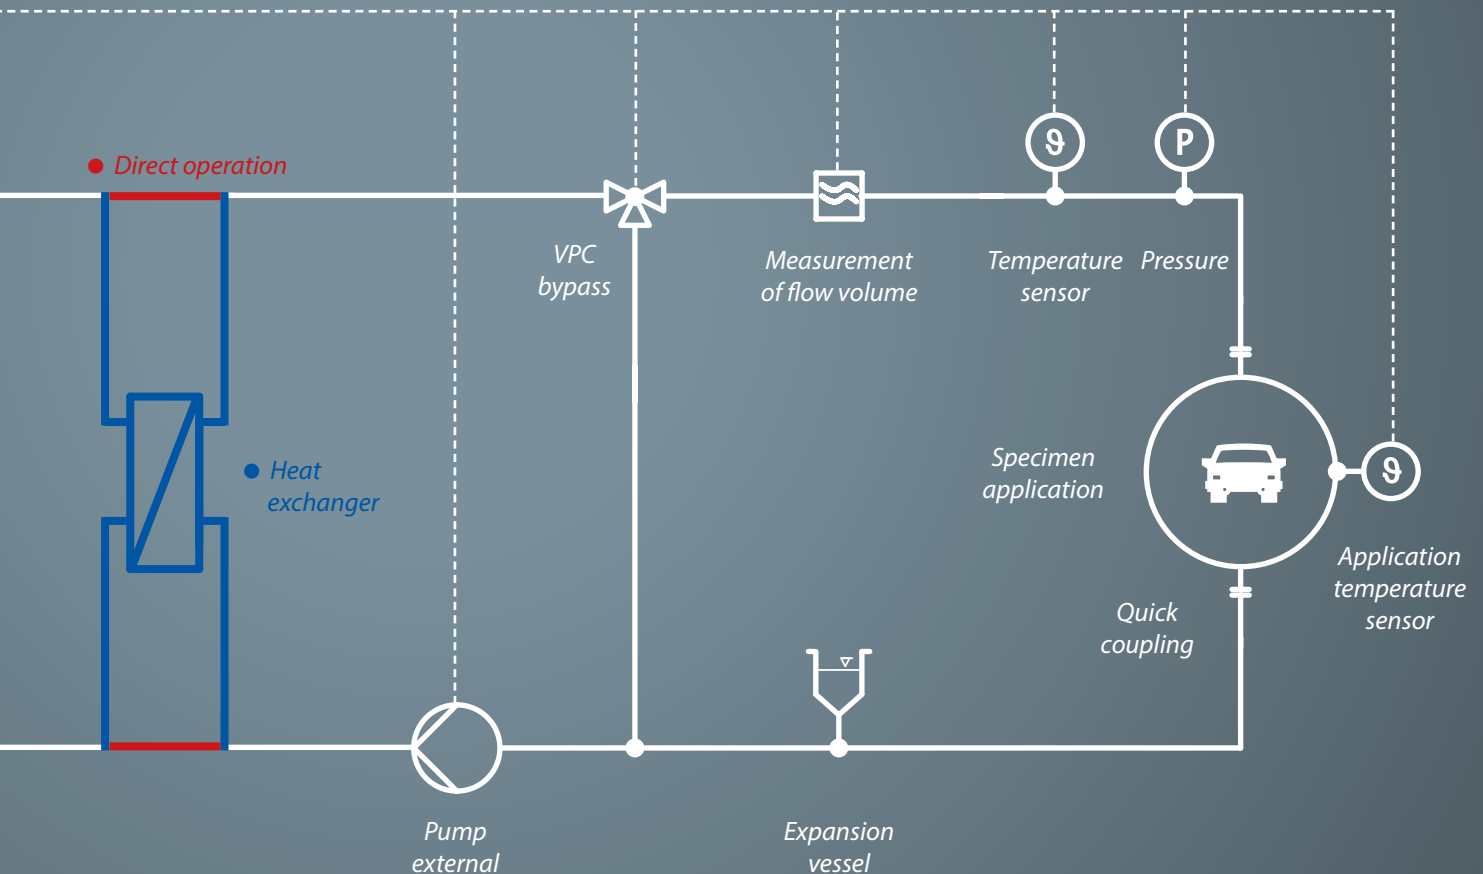 Direct operation
ϑ
P
VPC
bypass
Measurement
of flow volume
Temperature
sensor
Pressure
Heat
exchanger
Specimen
application
ϑ
Application
temperature
sensor
Quick
coupling
Pump
external
Expansion
vessel